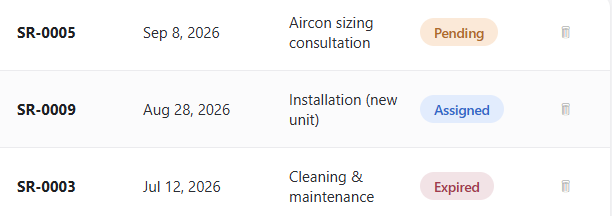 SR-0005 Sep 8, 2026 Aircon sizing consultation Pending
SR-0009 Aug 28, 2026 Installation (new unit) Assigned
SR-0003 Jul 12, 2026 Cleaning & maintenance Expired